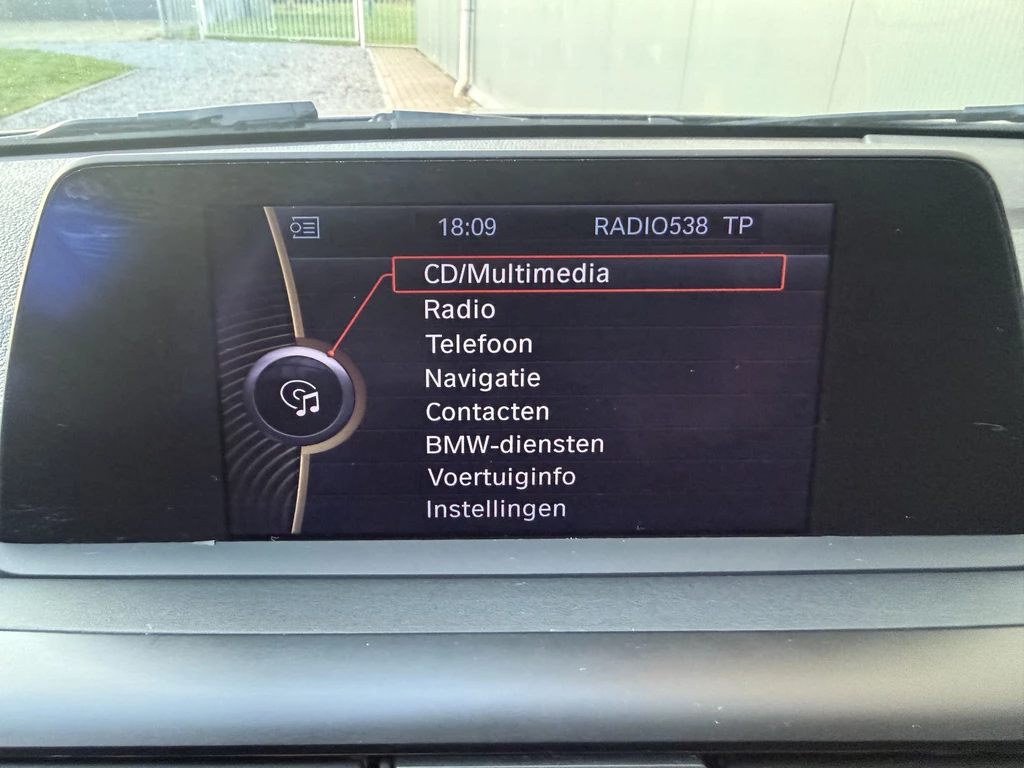 18:09 RADIO538 TP
CD/Multimedia
Radio
Telefoon
Navigatie
Contacten
BMW-diensten
Voertuiginfo
Instellingen